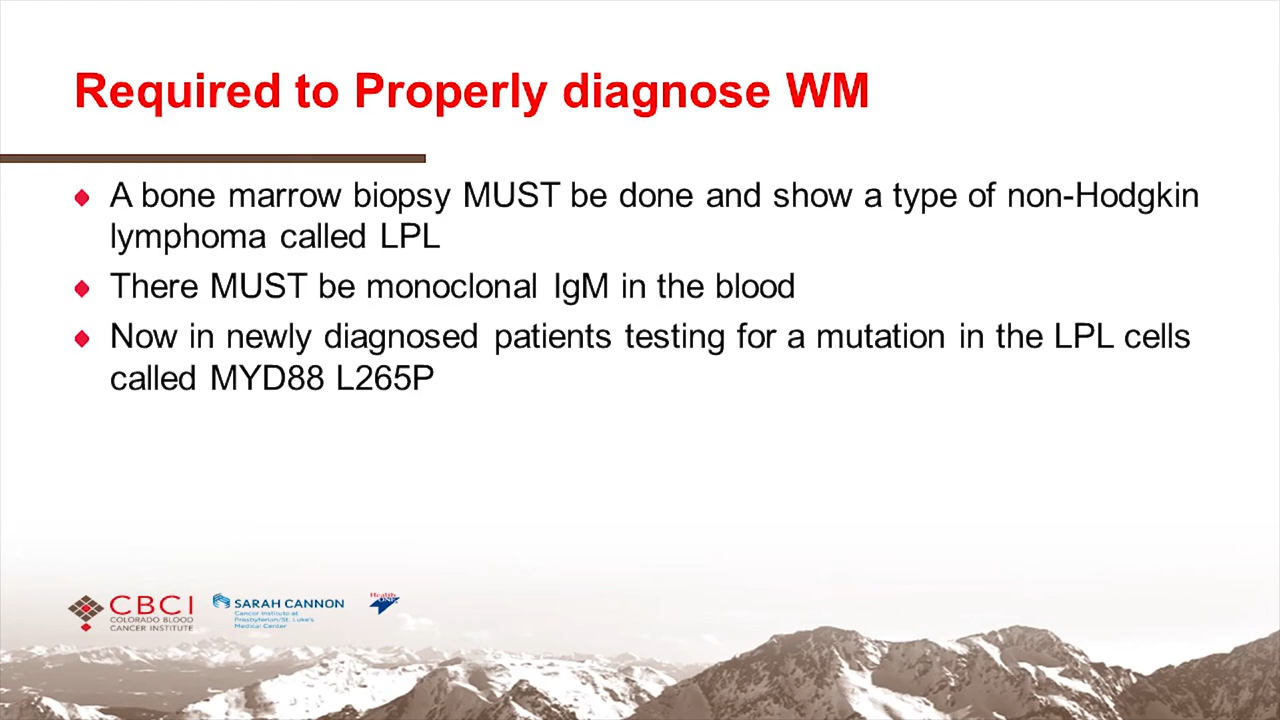 Required to Properly diagnose WM
A bone marrow biopsy MUST be done and show a type of non-Hodgkin
lymphoma called LPL
There MUST be monoclonal IgM in the blood
Now in newly diagnosed patients testing for a mutation in the LPL cells
called MYD88 L265P
CBCI
COLORADO BLOOD
CANCER INSTITUTE
SARAH CANNON
Cancer Institute at
Presbyterian/St. Luke's
Medical Center
Health
ONE